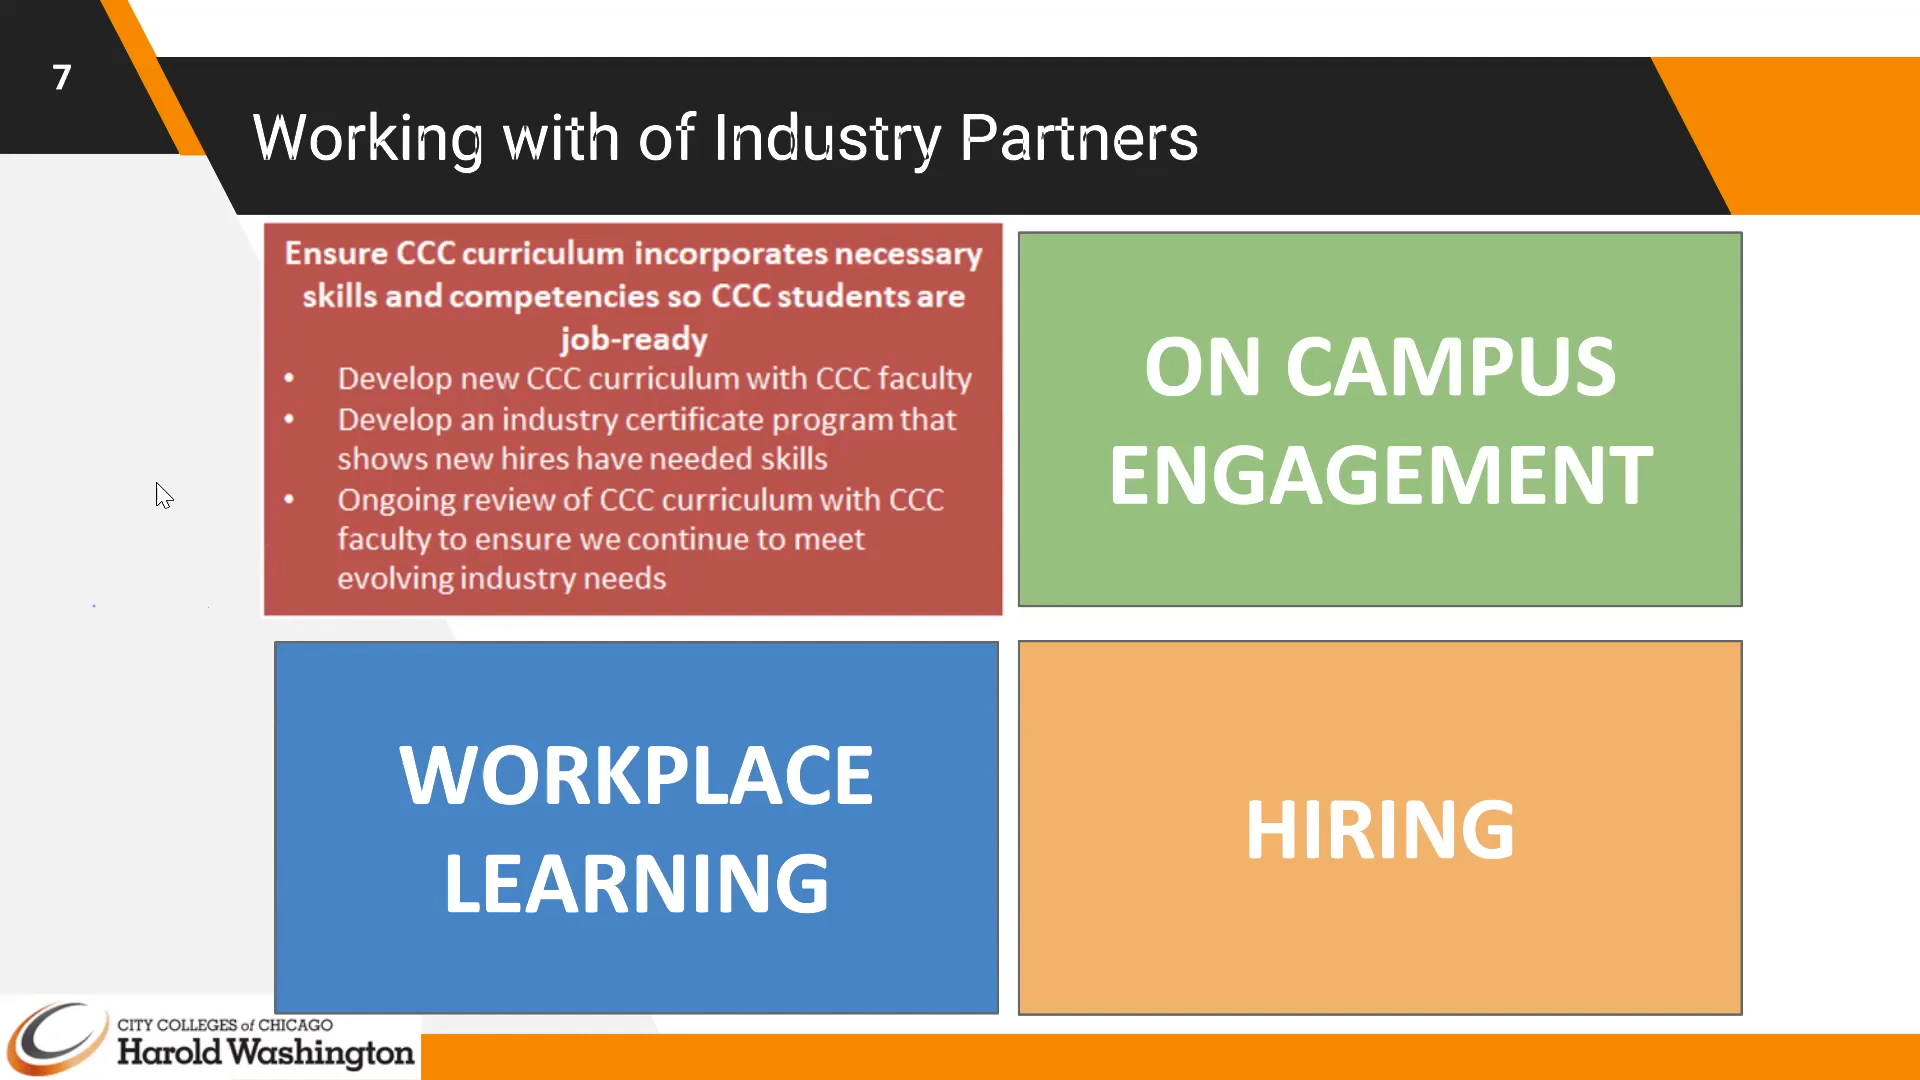 7
Working with of Industry Partners
Ensure CCC curriculum incorporates necessary
skills and competencies so CCC students are
job-ready
• Develop new CCC curriculum with CCC faculty
• Develop an industry certificate program that
shows new hires have needed skills
• Ongoing review of CCC curriculum with CCC
faculty to ensure we continue to meet
evolving industry needs
ON CAMPUS
ENGAGEMENT
WORKPLACE
LEARNING
HIRING
CITY COLLEGES of CHICAGO
Harold Washington